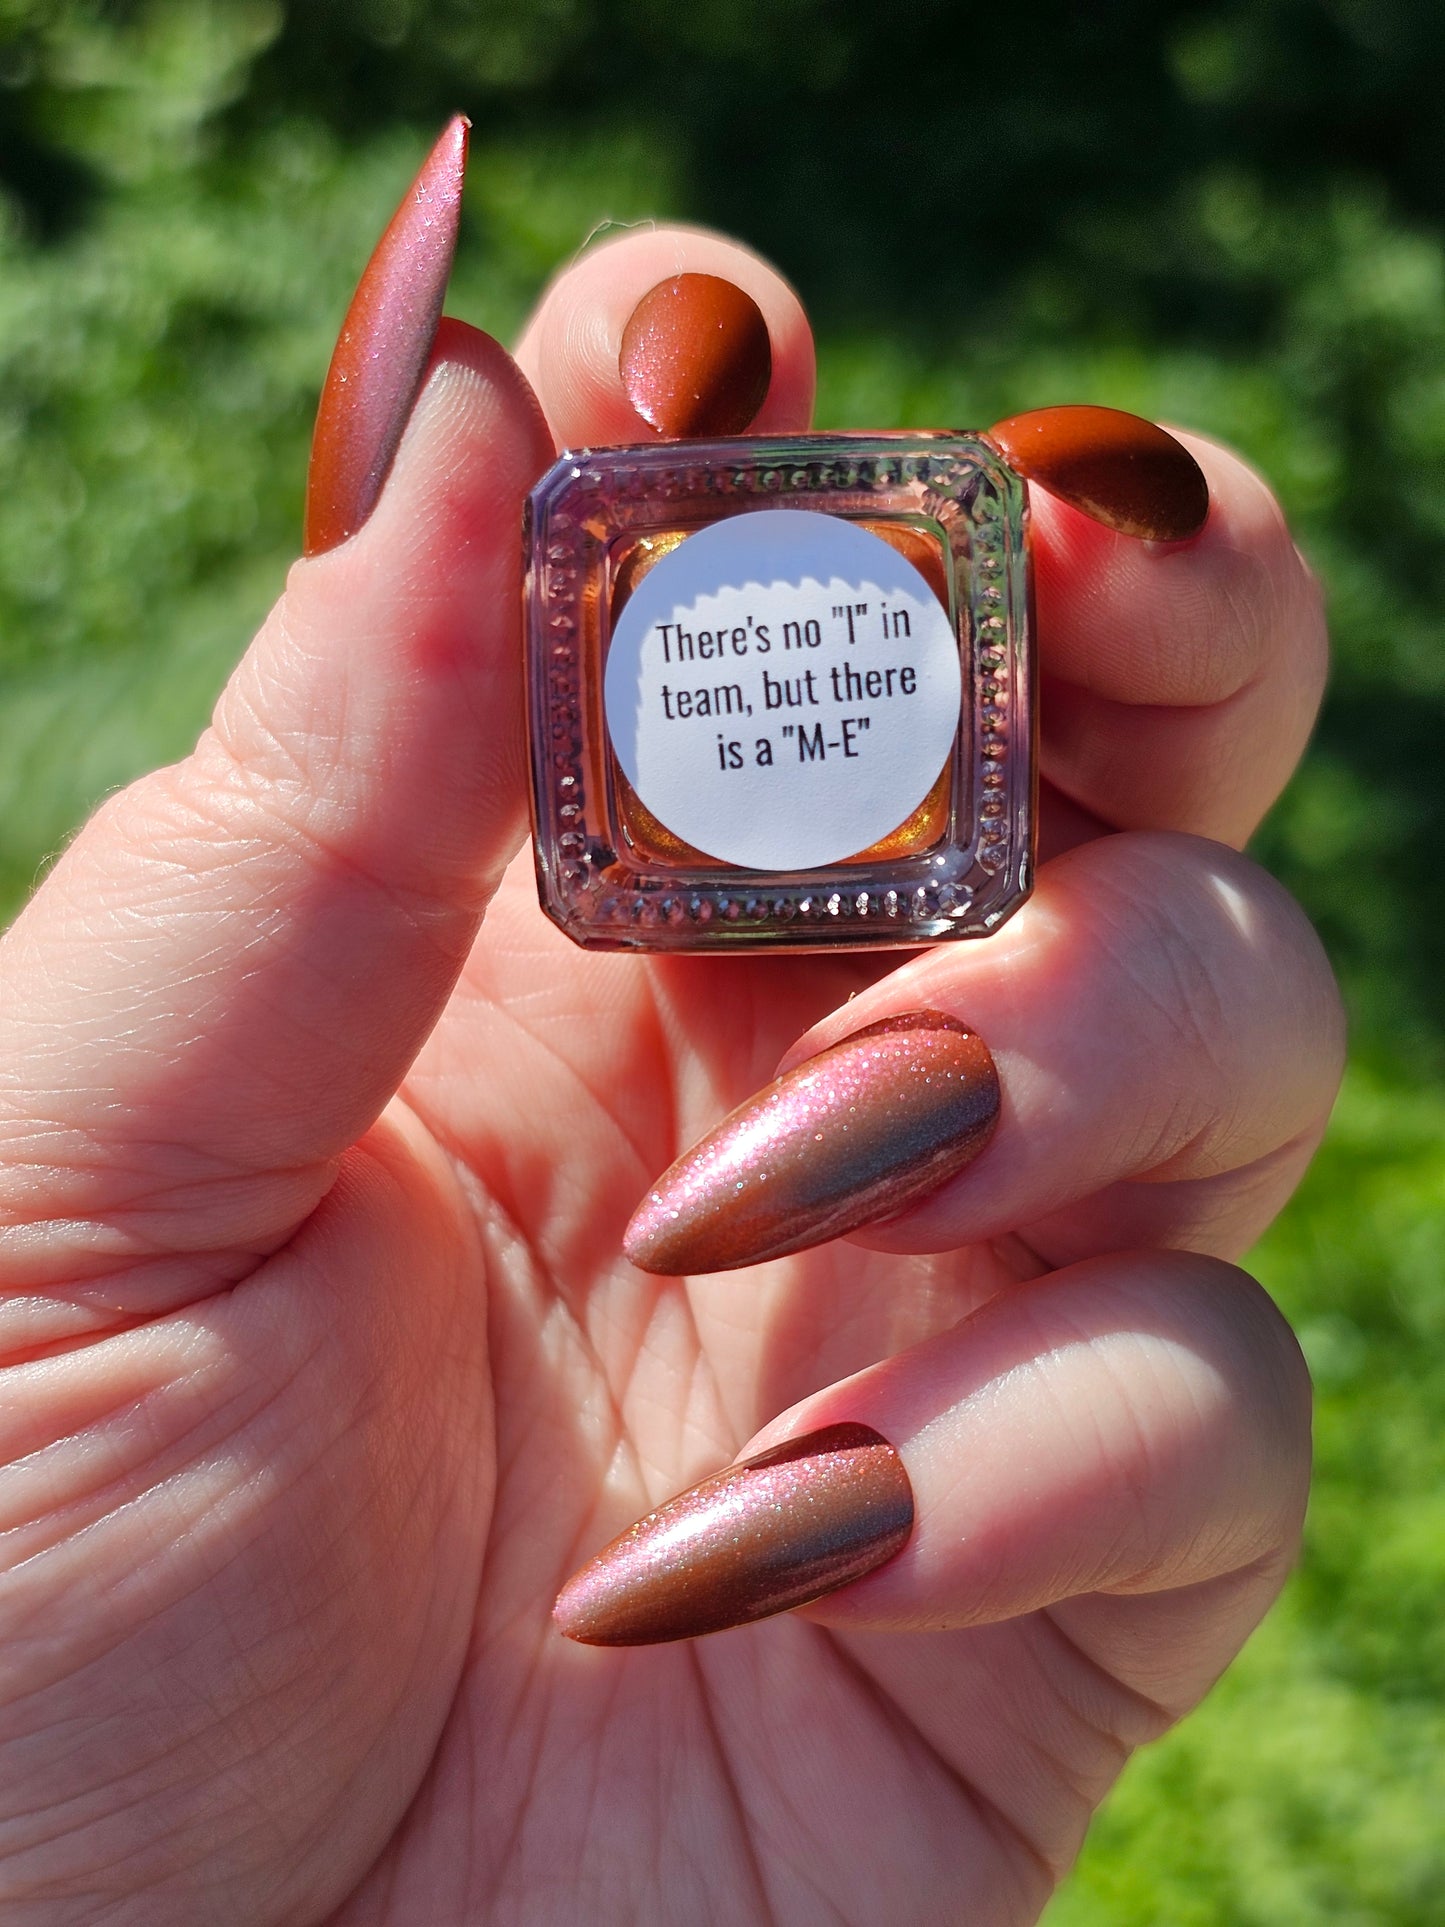 There's no "I" in
team, but there
is a "M-E"